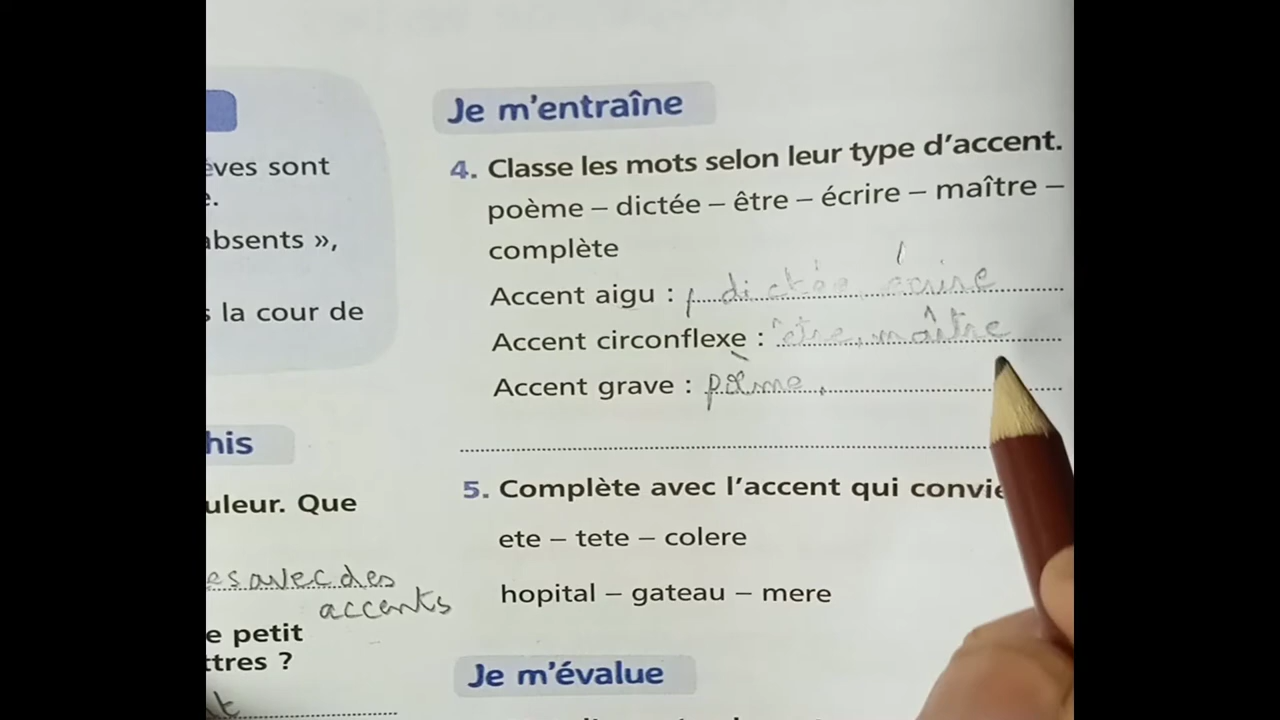 èves sont
e.
absents »,
s la cour de
his
uleur. Que
es avec des
accents
e petit
ttres ?
t
Je m'entraîne
4. Classe les mots selon leur type d'accent.
poème – dictée – être – écrire – maître –
complète
Accent aigu : dictée, écrire
Accent circonflexe : être, maître
Accent grave : poème,
5. Complète avec l'accent qui convie
ete – tete – colere
hopital – gateau – mere
Je m'évalue